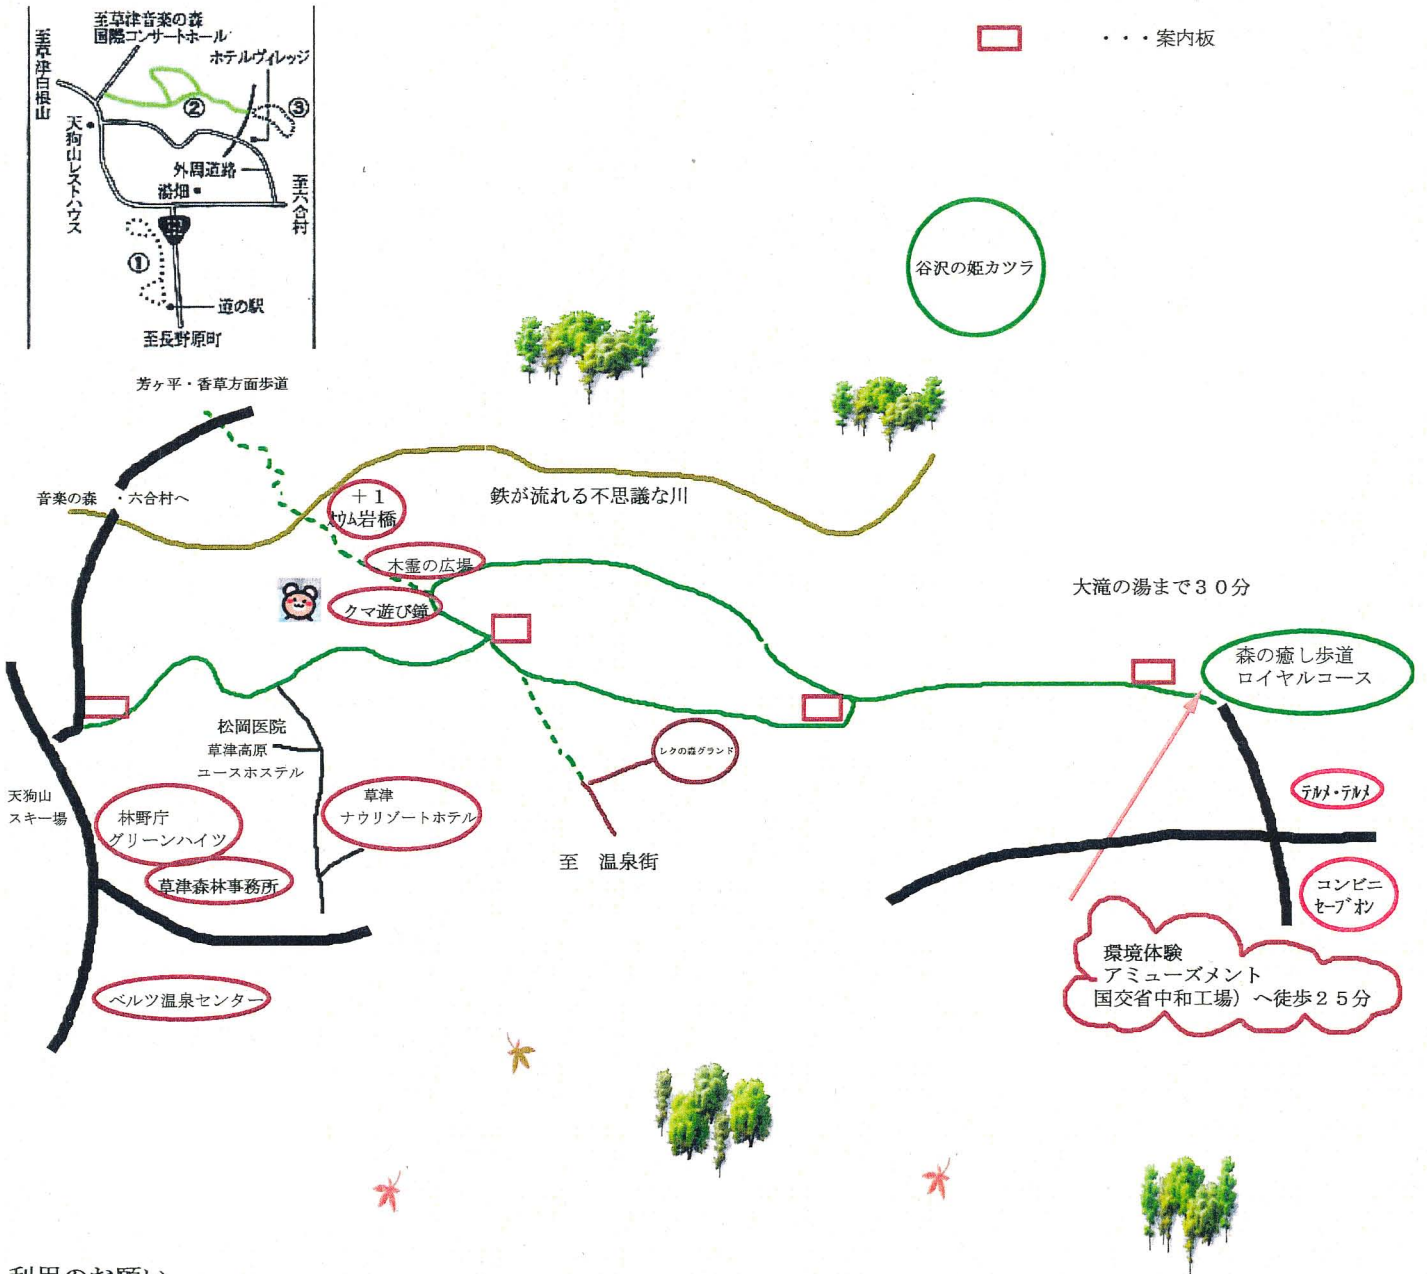 至草津音楽の森
国際コンサートホール
至草津白根山
ホテルヴィレッジ
②
③
天狗山レストハウス
外周道路
湯畑
至六合村
①
道の駅
至長野原町
・・・案内板
谷沢の姫カツラ
芳ヶ平・香草方面歩道
音楽の森 ・六合村へ
+1
オウム岩橋
鉄が流れる不思議な川
木霊の広場
クマ遊び鐘
大滝の湯まで30分
森の癒し歩道
ロイヤルコース
松岡医院
草津高原
ユースホステル
レクの森グランド
天狗山
スキー場
林野庁
グリーンハイツ
草津
ナウリゾートホテル
草津森林事務所
至 温泉街
テルメ・テルメ
コンビニ
セーブオン
環境体験
アミューズメント
国交省中和工場)へ徒歩25分
ベルツ温泉センター